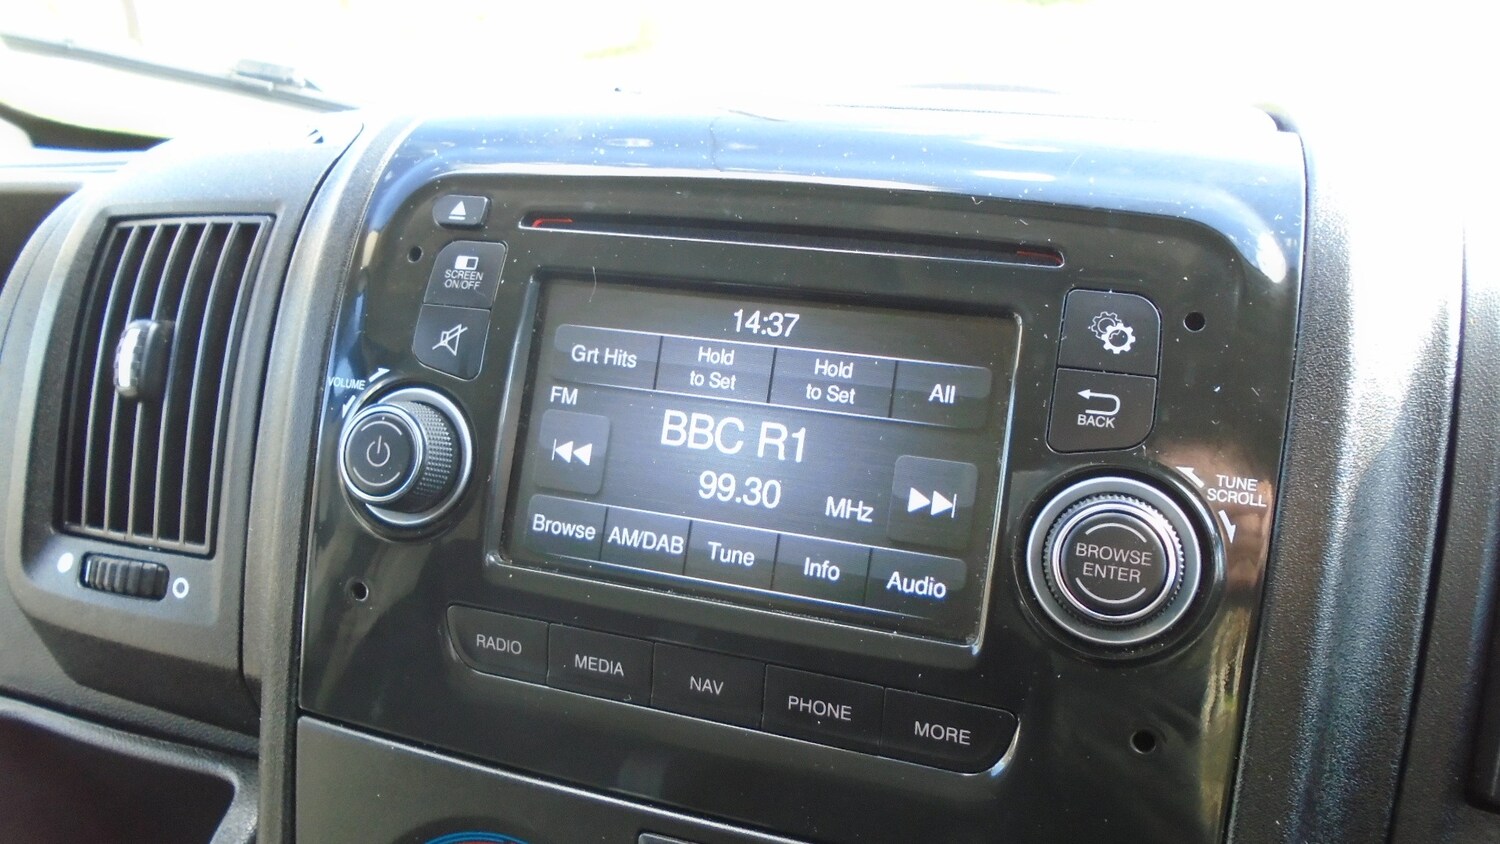 SCREEN
ON/OFF
VOLUME
14:37
Grt Hits
Hold
to Set
Hold
to Set
All
FM
BBC R1
99.30
MHz
Browse
AM/DAB
Tune
Info
Audio
BACK
TUNE
SCROLL
BROWSE
ENTER
RADIO
MEDIA
NAV
PHONE
MORE